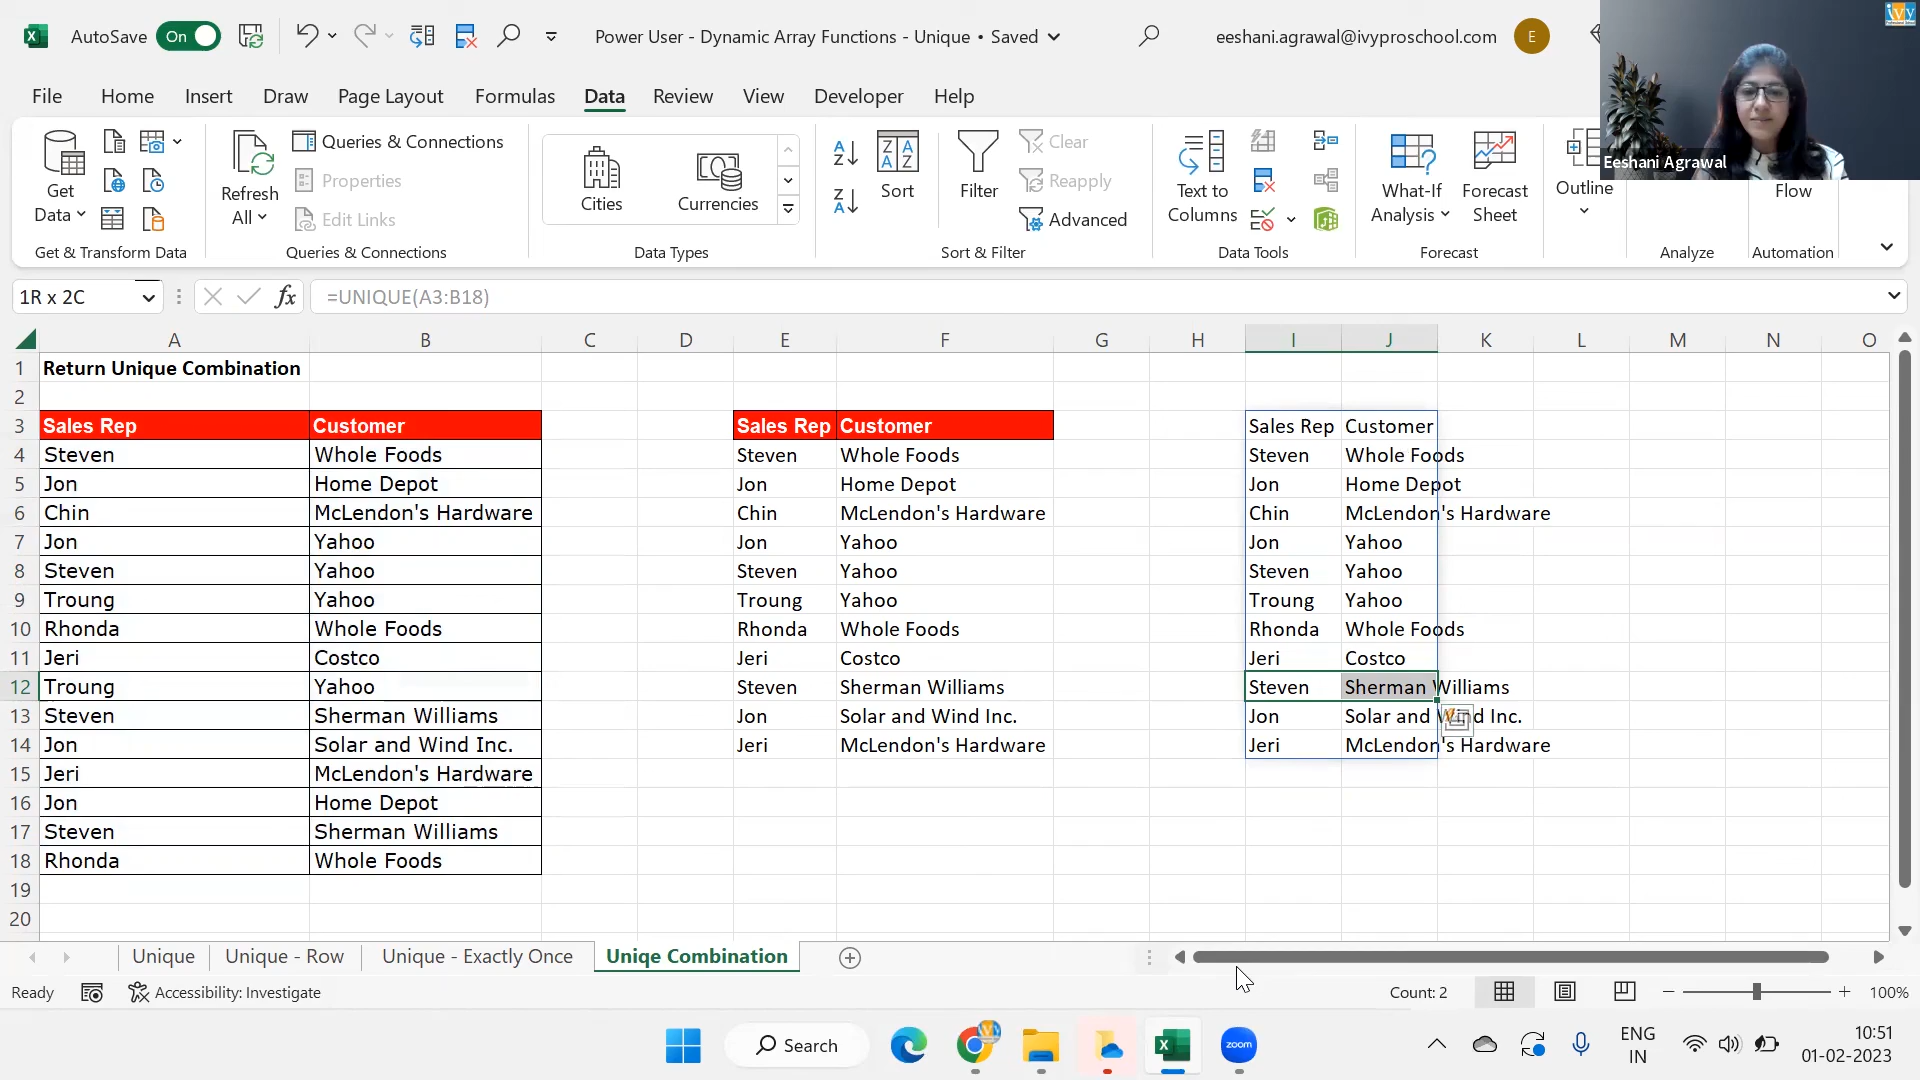 AutoSave On Power User - Dynamic Array Functions - Unique • Saved eeshani.agrawal@ivyproschool.com E ivy
File Home Insert Draw Page Layout Formulas Data Review View Developer Help
Eeshani Agrawal
Get Data
Refresh All
Queries & Connections
Properties
Edit Links
Cities
Currencies
Sort
Filter
Clear
Reapply
Advanced
Text to Columns
What-If Analysis
Forecast Sheet
Outline
Flow
Get & Transform Data Queries & Connections Data Types Sort & Filter Data Tools Forecast Analyze Automation
1R x 2C fx =UNIQUE(A3:B18)
A B C D E F G H I J K L M N O
1 Return Unique Combination
2
3 Sales Rep Customer Sales Rep Customer Sales Rep Customer
4 Steven Whole Foods Steven Whole Foods Steven Whole Foods
5 Jon Home Depot Jon Home Depot Jon Home Depot
6 Chin McLendon's Hardware Chin McLendon's Hardware Chin McLendon's Hardware
7 Jon Yahoo Jon Yahoo Jon Yahoo
8 Steven Yahoo Steven Yahoo Steven Yahoo
9 Troung Yahoo Troung Yahoo Troung Yahoo
10 Rhonda Whole Foods Rhonda Whole Foods Rhonda Whole Foods
11 Jeri Costco Jeri Costco Jeri Costco
12 Troung Yahoo Steven Sherman Williams Steven Sherman Williams
13 Steven Sherman Williams Jon Solar and Wind Inc. Jon Solar and Wind Inc.
14 Jon Solar and Wind Inc. Jeri McLendon's Hardware Jeri McLendon's Hardware
15 Jeri McLendon's Hardware
16 Jon Home Depot
17 Steven Sherman Williams
18 Rhonda Whole Foods
19
20
Unique Unique - Row Unique - Exactly Once Uniqe Combination
Ready Accessibility: Investigate Count: 2 100%
Search zoom ENG IN 10:51 01-02-2023